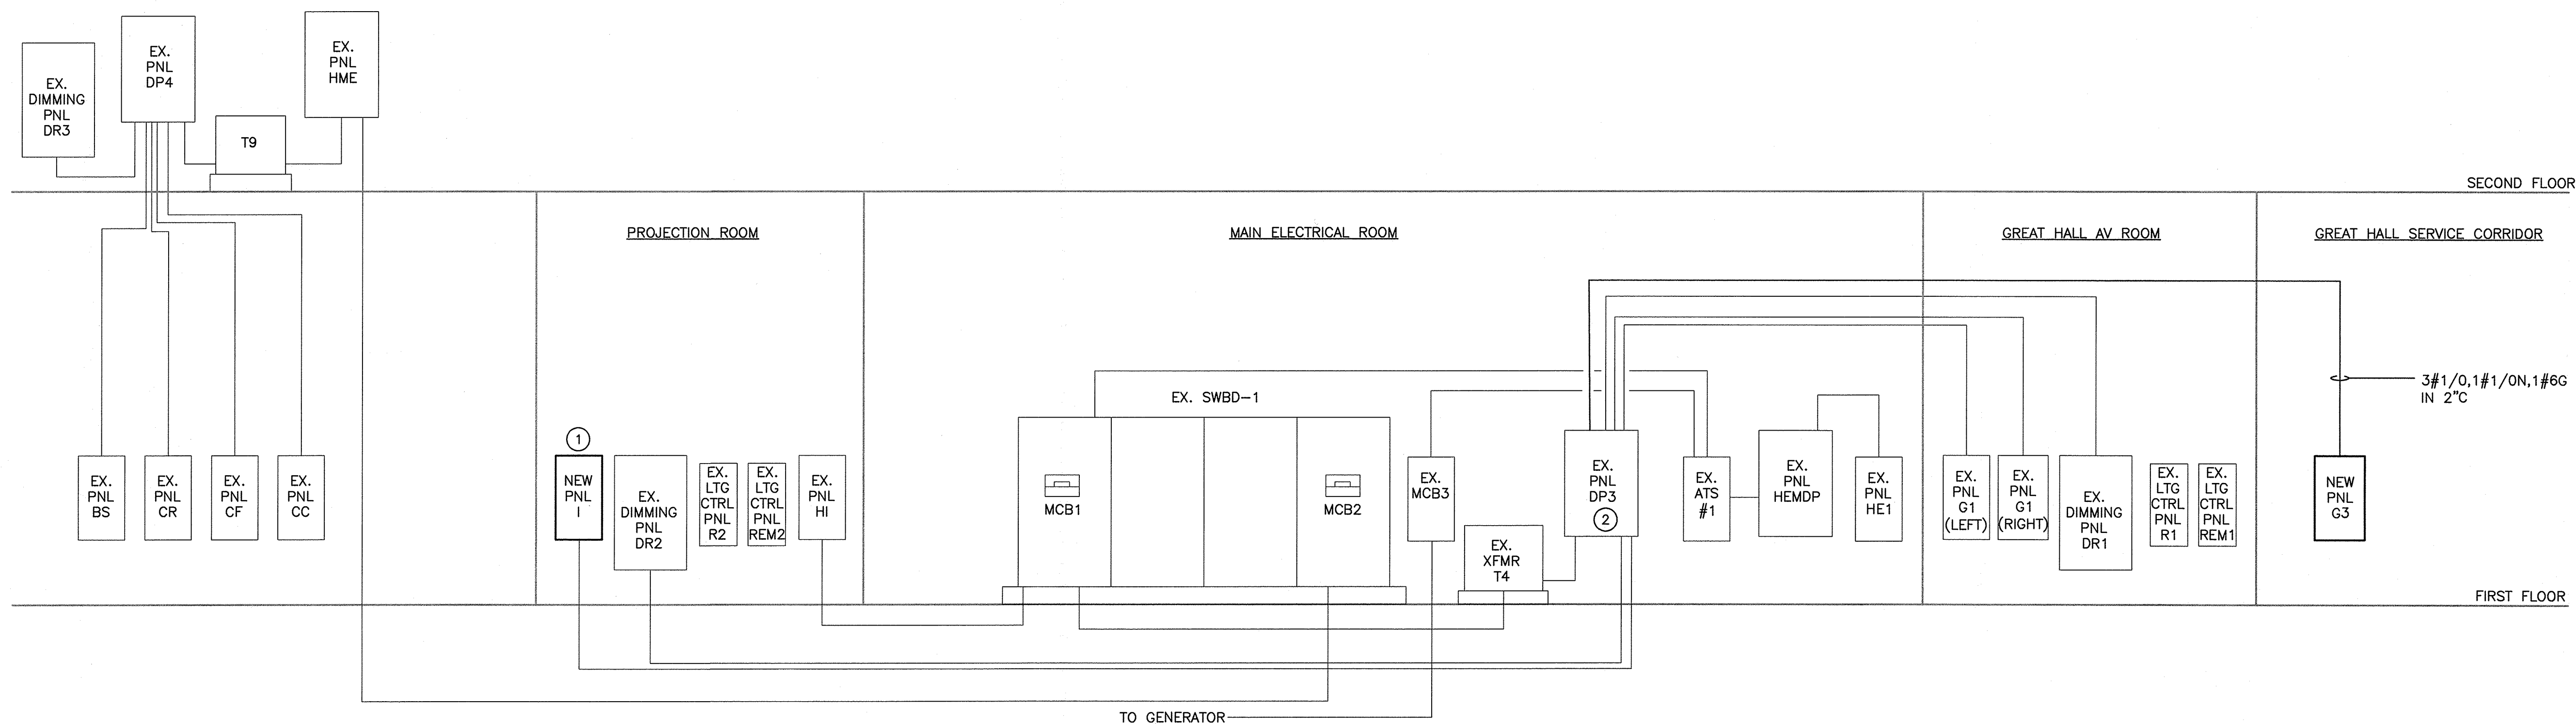 EX.
DIMMING
PNL
DR3
EX.
PNL
DP4
T9
EX.
PNL
HME
SECOND FLOOR
PROJECTION ROOM
MAIN ELECTRICAL ROOM
GREAT HALL AV ROOM
GREAT HALL SERVICE CORRIDOR
EX.
PNL
BS
EX.
PNL
CR
EX.
PNL
CF
EX.
PNL
CC
1
NEW
PNL
I
EX.
DIMMING
PNL
DR2
EX.
LTG
CTRL
PNL
R2
EX.
LTG
CTRL
PNL
REM2
EX.
PNL
HI
EX. SWBD-1
MCB1
MCB2
EX.
MCB3
EX.
XFMR
T4
EX.
PNL
DP3
2
EX.
ATS
#1
EX.
PNL
HEMDP
EX.
PNL
HE1
EX.
PNL
G1
(LEFT)
EX.
PNL
G1
(RIGHT)
EX.
DIMMING
PNL
DR1
EX.
LTG
CTRL
PNL
R1
EX.
LTG
CTRL
PNL
REM1
3#1/0,1#1/0N,1#6G
IN 2"C
NEW
PNL
G3
FIRST FLOOR
TO GENERATOR